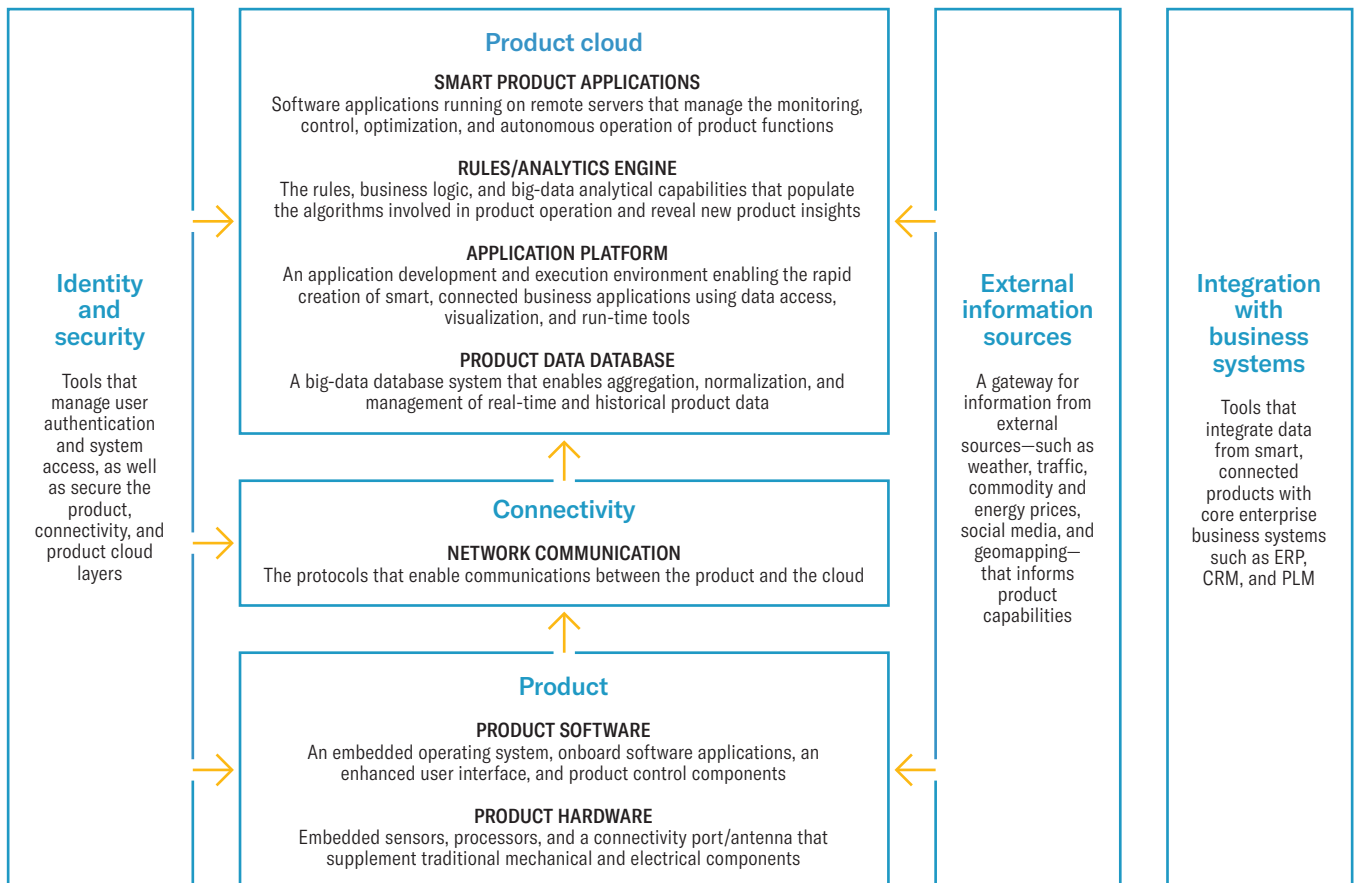 Product cloud
SMART PRODUCT APPLICATIONS
Software applications running on remote servers that manage the monitoring,
control, optimization, and autonomous operation of product functions
RULES/ANALYTICS ENGINE
The rules, business logic, and big-data analytical capabilities that populate
the algorithms involved in product operation and reveal new product insights
APPLICATION PLATFORM
An application development and execution environment enabling the rapid
creation of smart, connected business applications using data access,
visualization, and run-time tools
PRODUCT DATA DATABASE
A big-data database system that enables aggregation, normalization, and
management of real-time and historical product data
Identity
and
security
Tools that
manage user
authentication
and system
access, as well
as secure the
product,
connectivity, and
product cloud
layers
Connectivity
NETWORK COMMUNICATION
The protocols that enable communications between the product and the cloud
Product
PRODUCT SOFTWARE
An embedded operating system, onboard software applications, an
enhanced user interface, and product control components
PRODUCT HARDWARE
Embedded sensors, processors, and a connectivity port/antenna that
supplement traditional mechanical and electrical components
External
information
sources
A gateway for
information from
external
sources—such as
weather, traffic,
commodity and
energy prices,
social media, and
geomapping—
that informs
product
capabilities
Integration
with
business
systems
Tools that
integrate data
from smart,
connected
products with
core enterprise
business systems
such as ERP,
CRM, and PLM